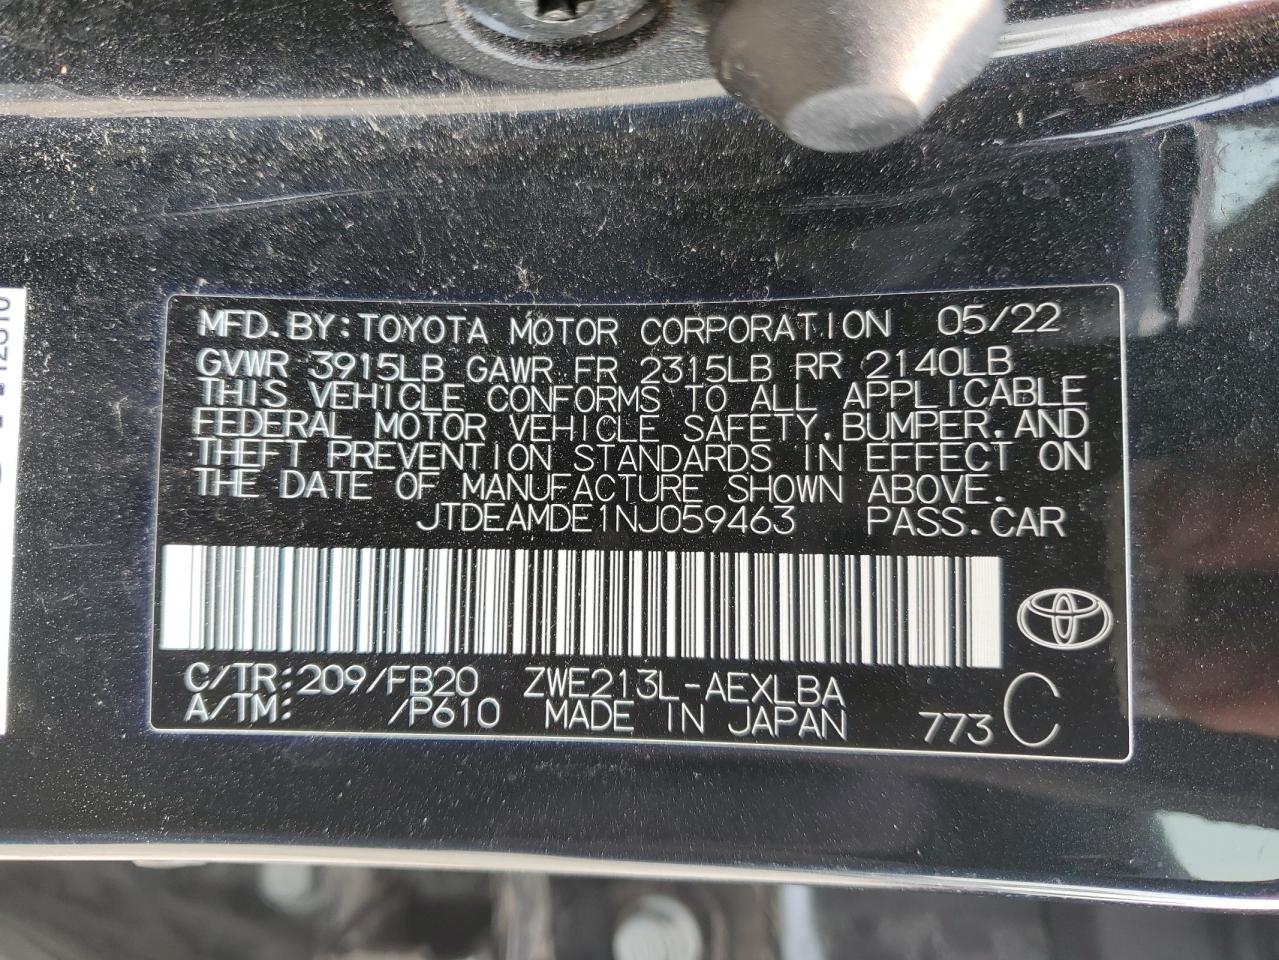 MFD.BY:TOYOTA MOTOR CORPORATION 05/22
GVWR 3915LB GAWR FR 2315LB RR 2140LB
THIS VEHICLE CONFORMS TO ALL APPLICABLE
FEDERAL MOTOR VEHICLE SAFETY,BUMPER,AND
THEFT PREVENTION STANDARDS IN EFFECT ON
THE DATE OF MANUFACTURE SHOWN ABOVE.
JTDEAMDE1NJ059463 PASS.CAR
C/TR:209/FB20 ZWE213L-AEXLBA
A/TM: /P610 MADE IN JAPAN 773 C